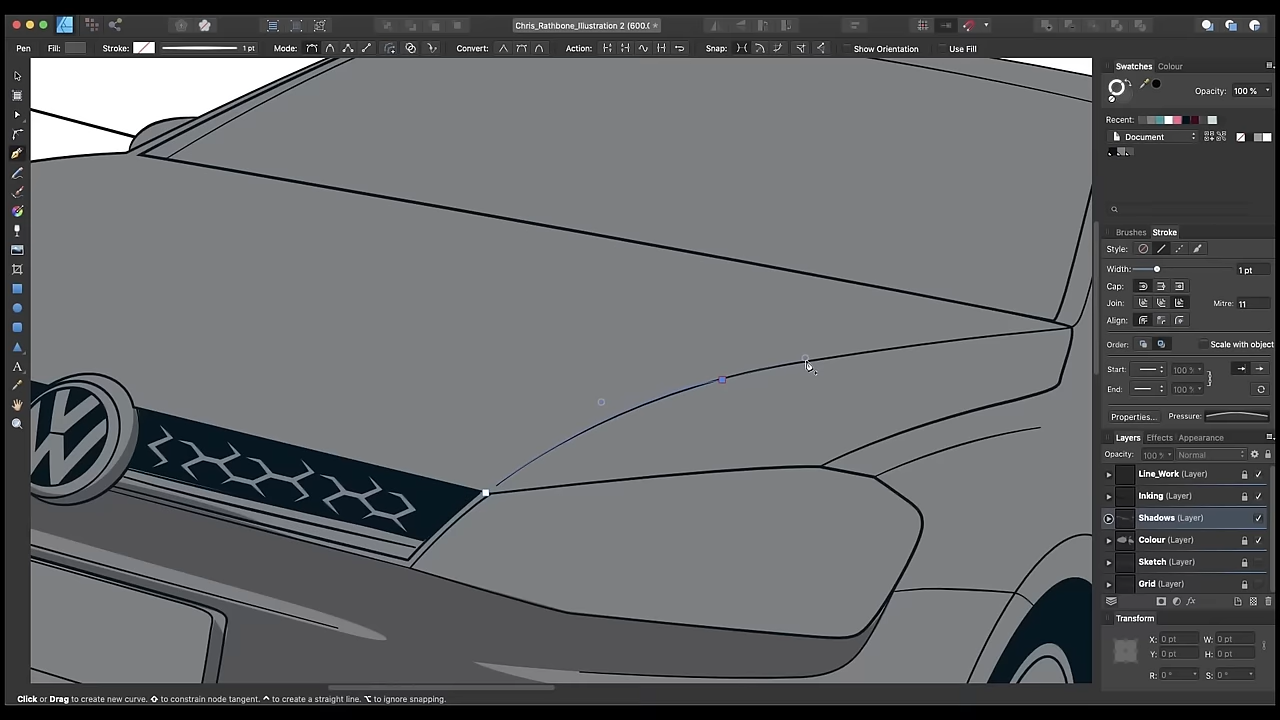 Chris_Rathbone_Illustration 2 (600.0
Pen Fill: Stroke: 1 pt Mode: Convert: Action: Snap: Show Orientation Use Fill
Swatches Colour
Opacity: 100 %
Recent:
Document
Brushes Stroke
Style:
Width: 1 pt
Cap:
Join: Mitre: 11
Align:
Order: Scale with object
Start: 100 %
End: 100 %
Properties... Pressure:
Layers Effects Appearance
Opacity: 100 % Normal
Line_Work (Layer)
Inking (Layer)
Shadows (Layer)
Colour (Layer)
Sketch (Layer)
Grid (Layer)
Transform
X: 0 pt W: 0 pt
Y: 0 pt H: 0 pt
R: 0 ° S: 0 °
Click or Drag to create new curve. ⇧ to constrain node tangent. ^ to create a straight line. ⌥ to ignore snapping.